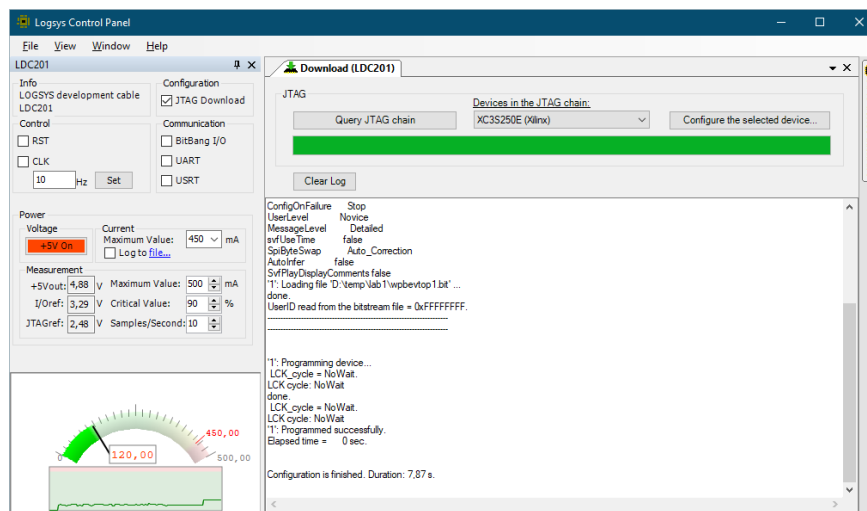 Logsys Control Panel
File View Window Help
LDC201
Info
LOGSYS development cable
LDC201
Configuration
JTAG Download
Control
RST
CLK
10 Hz Set
Communication
BitBang I/O
UART
USRT
Power
Voltage
+5V On
Current
Maximum Value: 450 mA
Log to file...
Measurement
+5Vout: 4,88 V Maximum Value: 500 mA
I/Oref: 3,29 V Critical Value: 90 %
JTAGref: 2,48 V Samples/Second: 10
0
120,00
450,00
500,00
Download (LDC201)
JTAG
Query JTAG chain
Devices in the JTAG chain:
XC3S250E (Xilinx)
Configure the selected device...
Clear Log
ConfigOnFailure Stop
UserLevel Novice
MessageLevel Detailed
svfUseTime false
SpiByteSwap Auto_Correction
AutoInfer false
SvfPlayDisplayComments false
'1': Loading file 'D:\temp\lab1\wpbevtop1.bit' ...
done.
UserID read from the bitstream file = 0xFFFFFFFF.
----------------------------------------------------------------------
----------------------------------------------------------------------
'1': Programming device...
LCK_cycle = NoWait.
LCK cycle: NoWait
done.
LCK_cycle = NoWait.
LCK cycle: NoWait
'1': Programmed successfully.
Elapsed time = 0 sec.
Configuration is finished. Duration: 7,87 s.